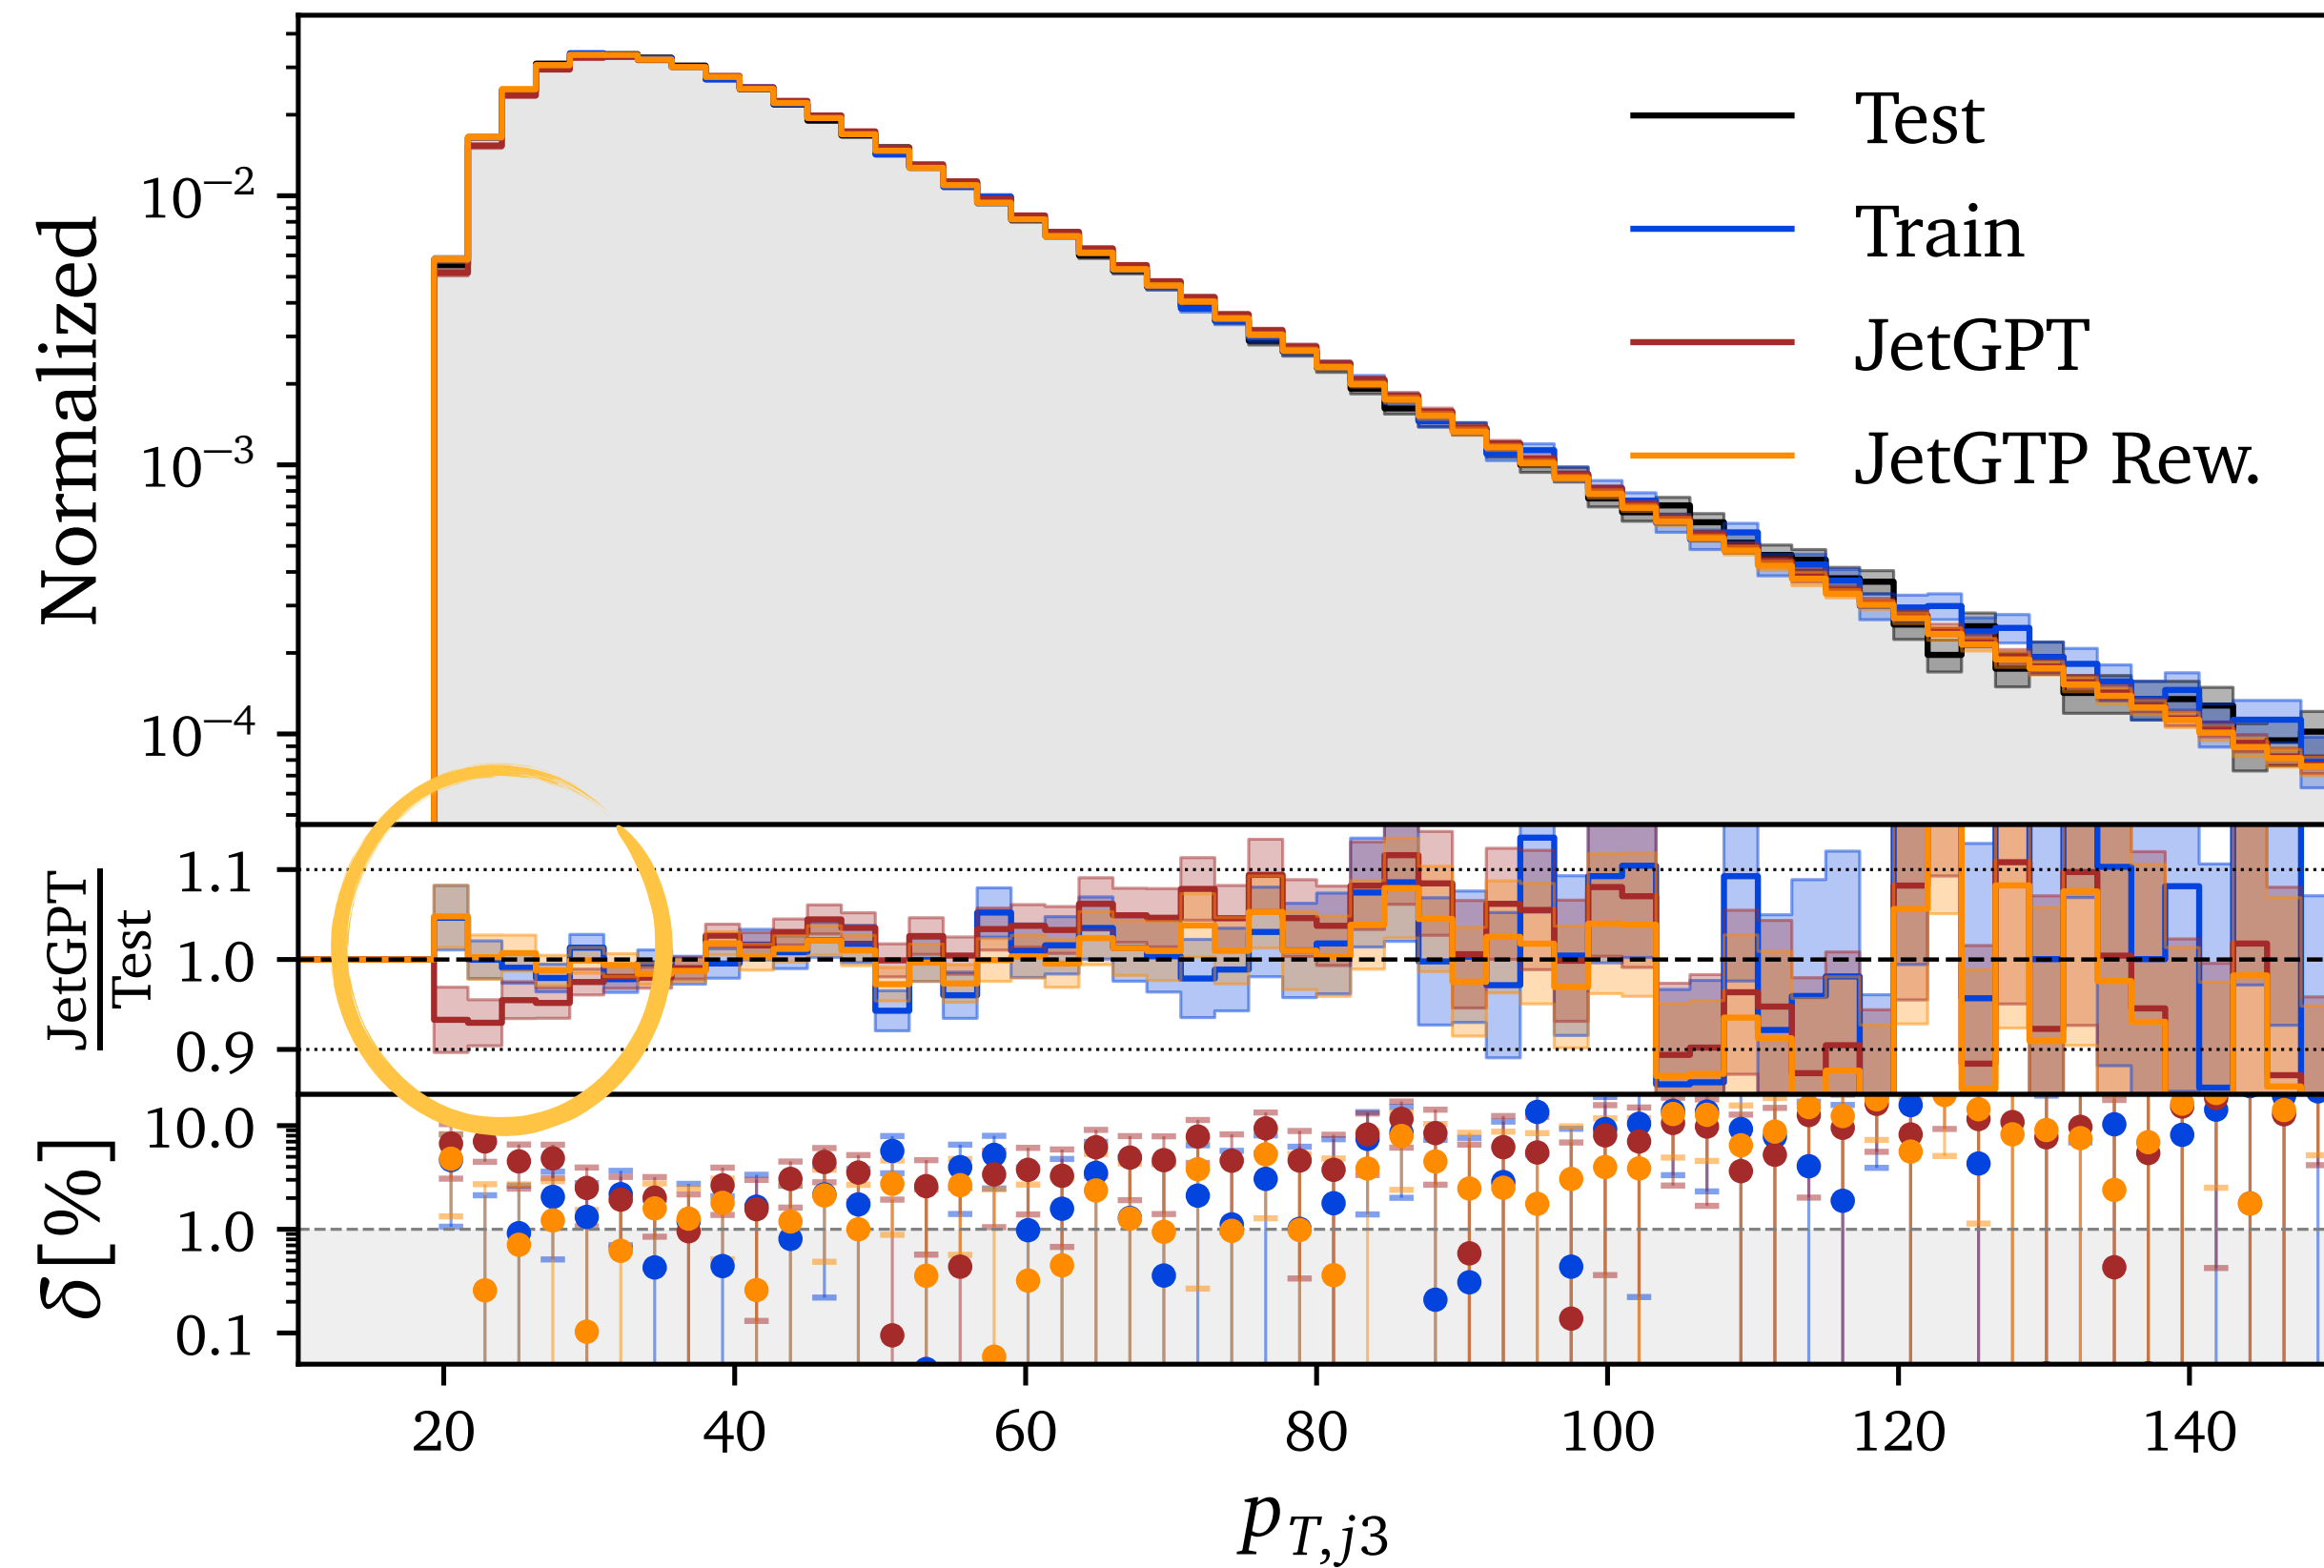 Normalized
10−2
10−3
10−4
Test
Train
JetGPT
JetGTP Rew.
JetGPT
Test
1.1
1.0
0.9
δ[%]
10.0
1.0
0.1
20 40 60 80 100 120 140
pT,j3